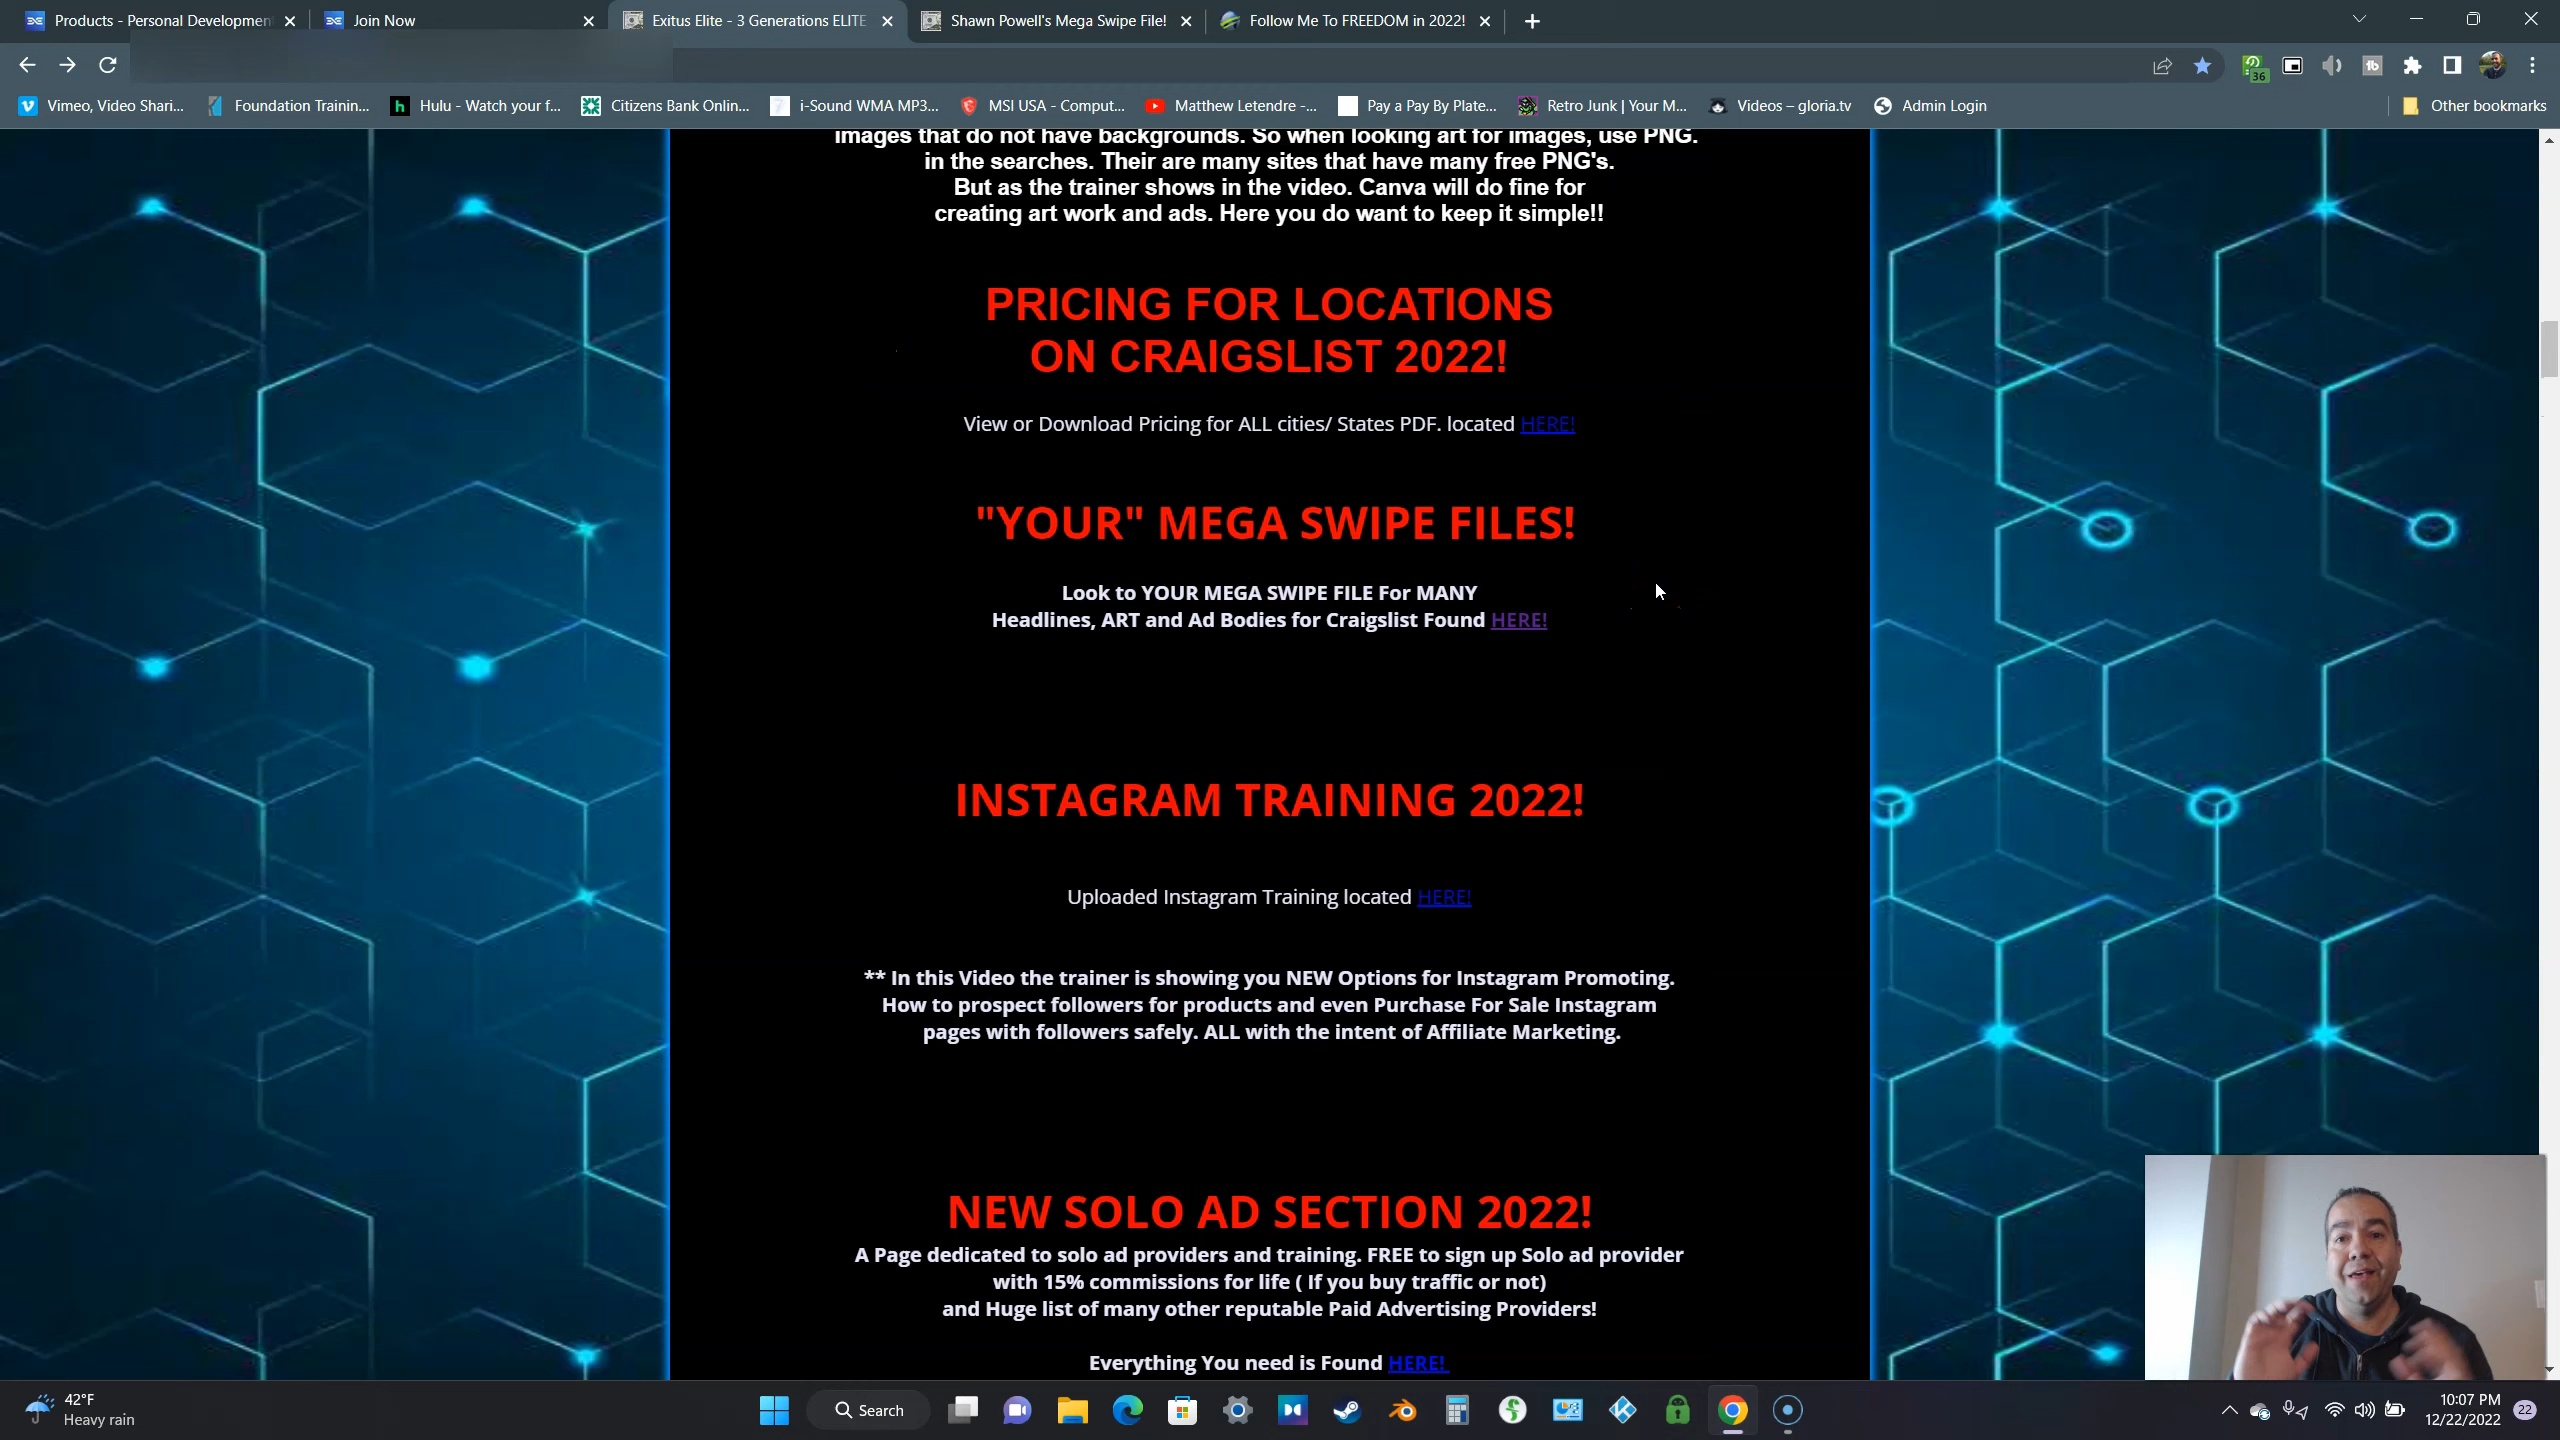 Products - Personal Developmen
Join Now
Exitus Elite - 3 Generations ELITE
Shawn Powell's Mega Swipe File!
Follow Me To FREEDOM in 2022!
36
Vimeo, Video Shari...
Foundation Trainin...
Hulu - Watch your f...
Citizens Bank Onlin...
i-Sound WMA MP3...
MSI USA - Comput...
Matthew Letendre -...
Pay a Pay By Plate...
Retro Junk | Your M...
Videos – gloria.tv
Admin Login
Other bookmarks
images that do not have backgrounds. So when looking art for images, use PNG.
in the searches. Their are many sites that have many free PNG's.
But as the trainer shows in the video. Canva will do fine for
creating art work and ads. Here you do want to keep it simple!!
PRICING FOR LOCATIONS
ON CRAIGSLIST 2022!
View or Download Pricing for ALL cities/ States PDF. located HERE!
"YOUR" MEGA SWIPE FILES!
Look to YOUR MEGA SWIPE FILE For MANY
Headlines, ART and Ad Bodies for Craigslist Found HERE!
INSTAGRAM TRAINING 2022!
Uploaded Instagram Training located HERE!
** In this Video the trainer is showing you NEW Options for Instagram Promoting.
How to prospect followers for products and even Purchase For Sale Instagram
pages with followers safely. ALL with the intent of Affiliate Marketing.
NEW SOLO AD SECTION 2022!
A Page dedicated to solo ad providers and training. FREE to sign up Solo ad provider
with 15% commissions for life ( If you buy traffic or not)
and Huge list of many other reputable Paid Advertising Providers!
Everything You need is Found HERE!
42°F
Heavy rain
Search
10:07 PM
12/22/2022
22